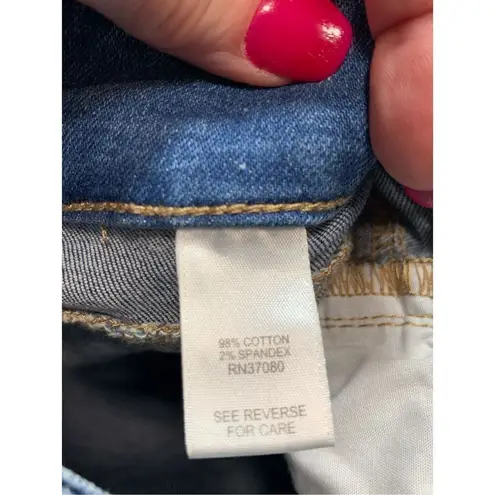 98% COTTON
2% SPANDEX
RN37080
SEE REVERSE
FOR CARE